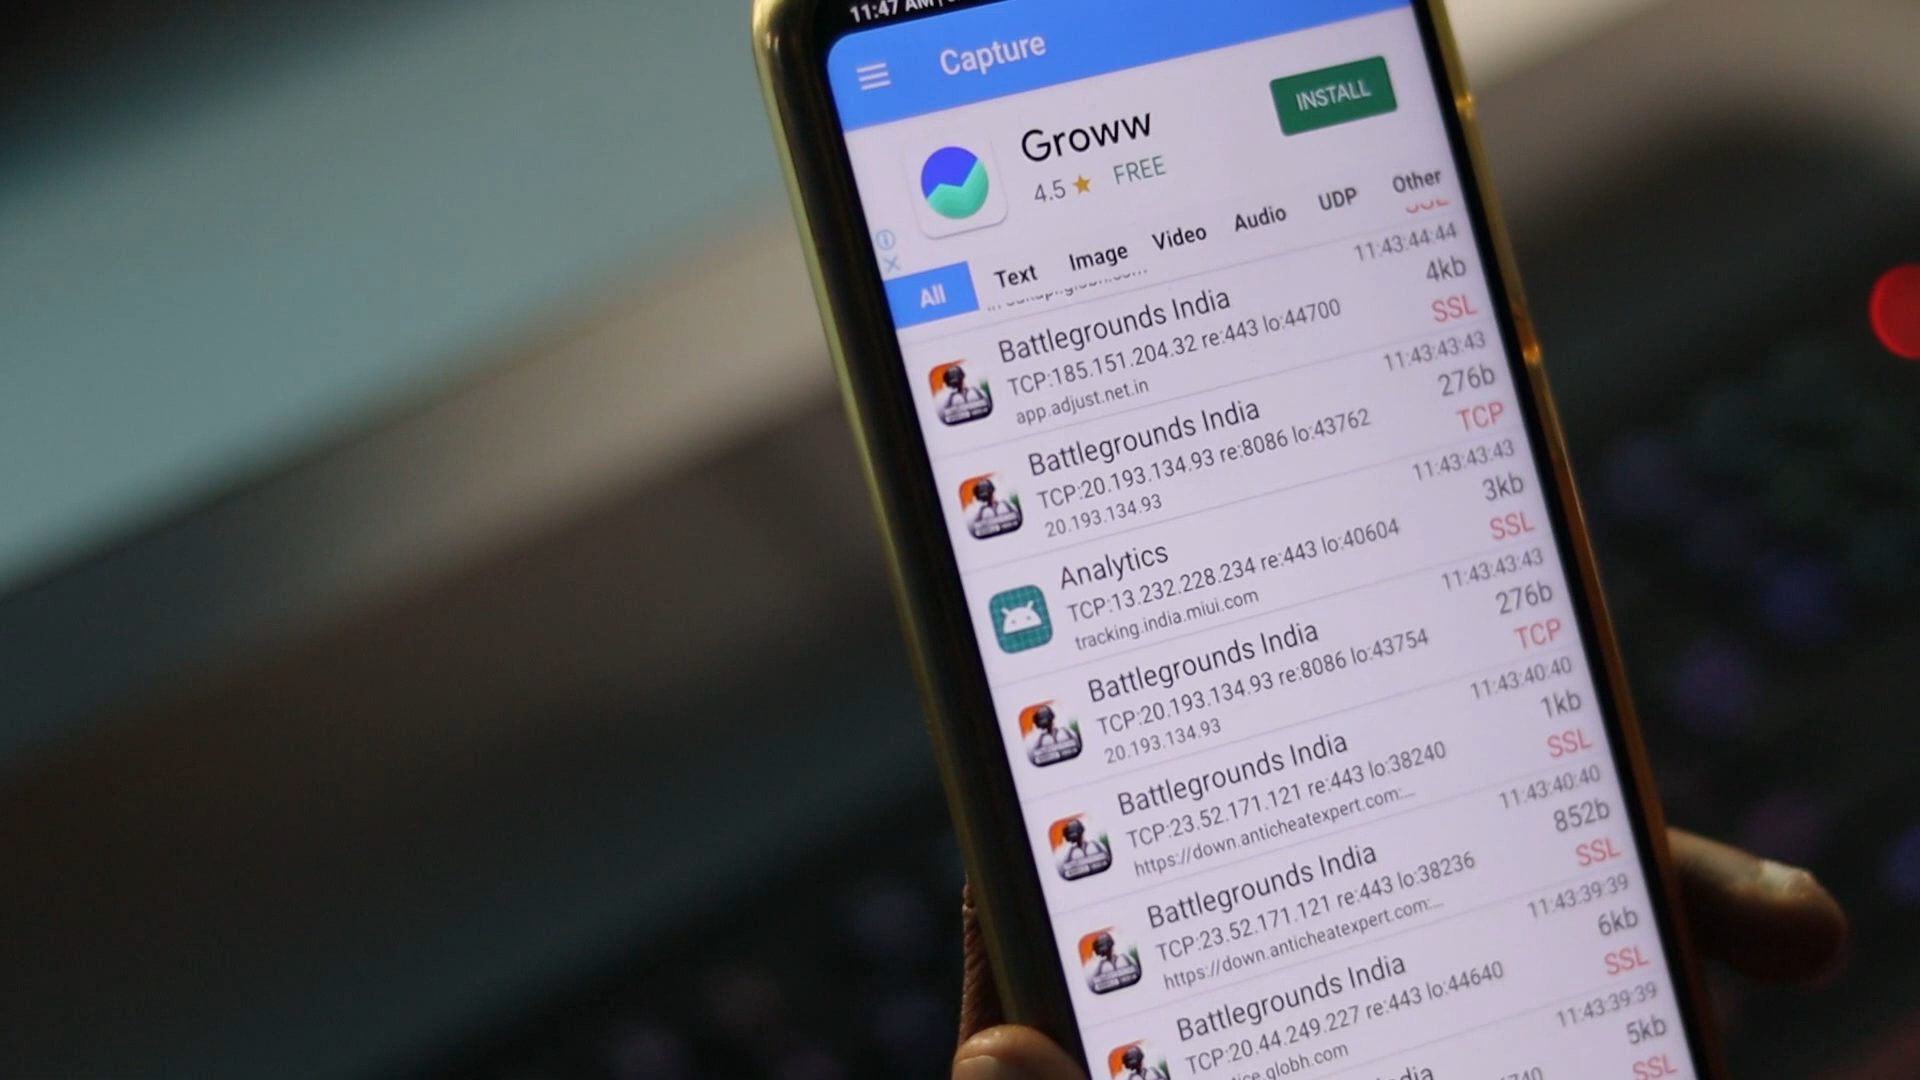 11:47 AM
Capture
Groww
4.5 ★ FREE
INSTALL
All Text Image Video Audio UDP Other
Battlegrounds India 11:43:44:44
TCP:185.151.204.32 re:443 lo:44700 4kb
app.adjust.net.in SSL
Battlegrounds India 11:43:43:43
TCP:20.193.134.93 re:8086 lo:43762 276b
20.193.134.93 TCP
Analytics 11:43:43:43
TCP:13.232.228.234 re:443 lo:40604 3kb
tracking.india.miui.com SSL
Battlegrounds India 11:43:43:43
TCP:20.193.134.93 re:8086 lo:43754 276b
20.193.134.93 TCP
Battlegrounds India 11:43:40:40
TCP:23.52.171.121 re:443 lo:38240 1kb
https://down.anticheatexpert.com:... SSL
Battlegrounds India 11:43:40:40
TCP:23.52.171.121 re:443 lo:38236 852b
https://down.anticheatexpert.com:... SSL
Battlegrounds India 11:43:39:39
TCP:20.44.249.227 re:443 lo:44640 6kb
SSL
11:43:39:39
5kb
SSL